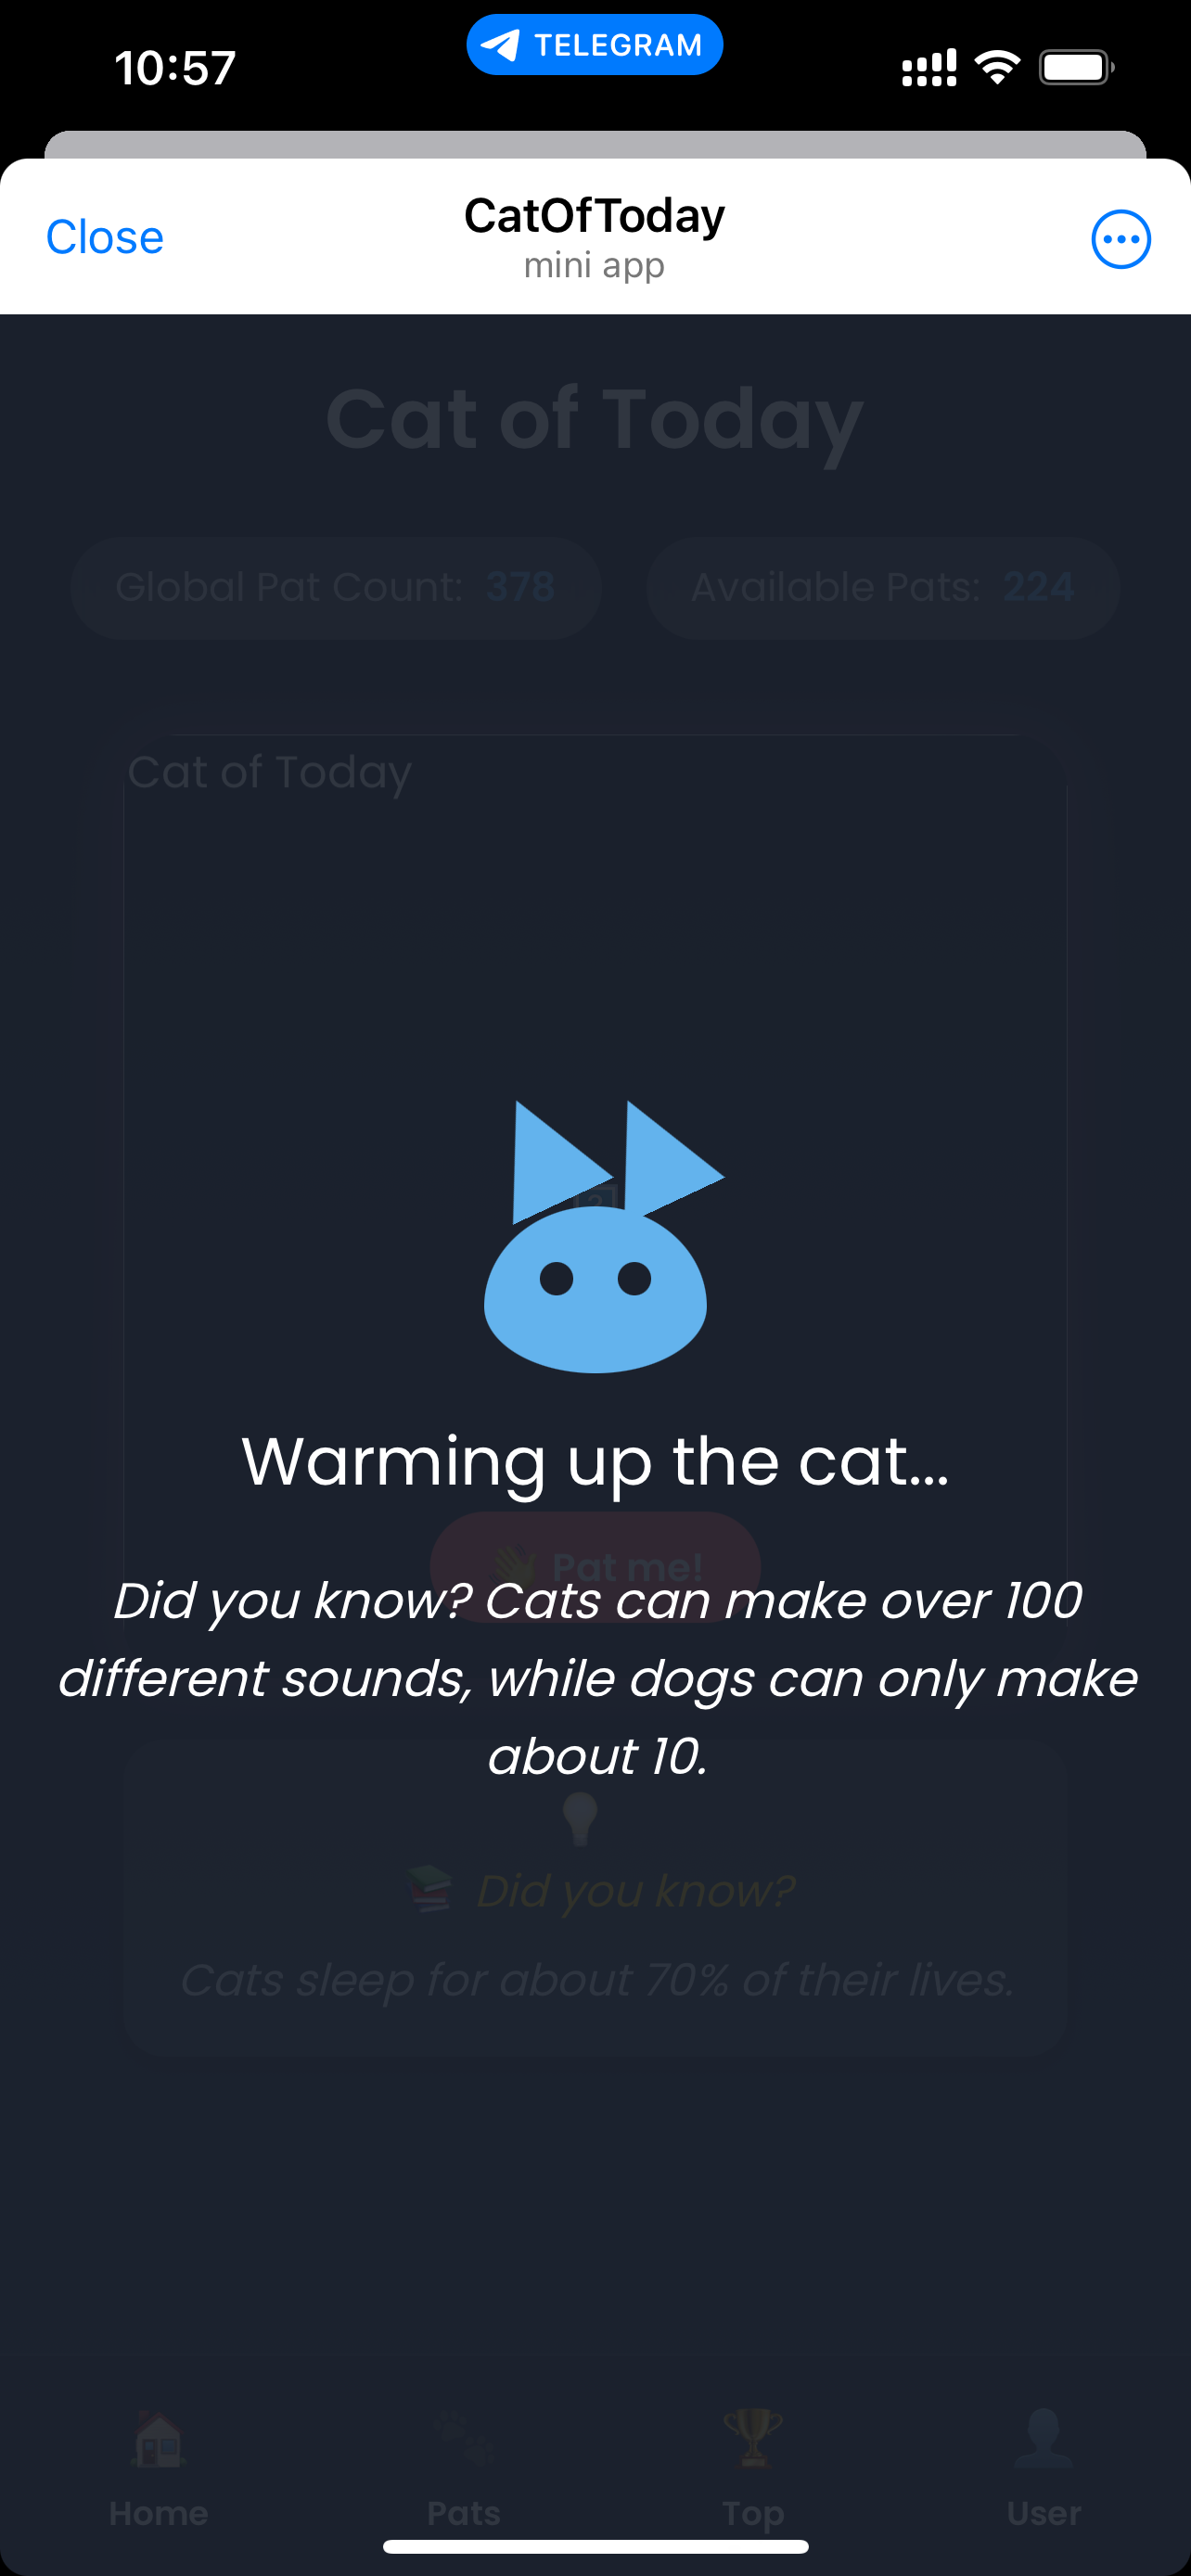 10:57
TELEGRAM
Close
CatOfToday
mini app
Cat of Today
Global Pat Count: 378
Available Pats: 224
Cat of Today
?
Warming up the cat...
👋 Pat me!
Did you know? Cats can make over 100
different sounds, while dogs can only make
about 10.
💡
📚 Did you know?
Cats sleep for about 70% of their lives.
Home
Pats
Top
User